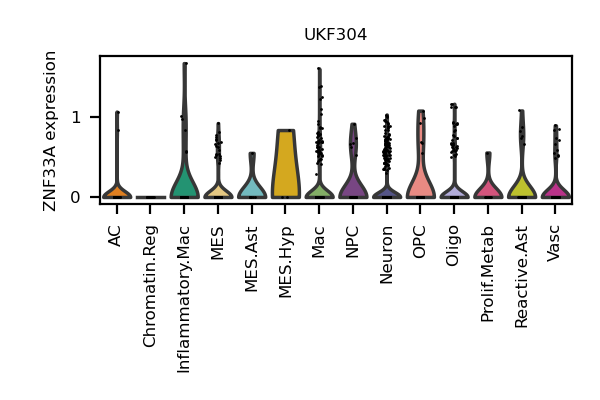 UKF304
ZNF33A expression
1
0
AC
Chromatin.Reg
Inflammatory.Mac
MES
MES.Ast
MES.Hyp
Mac
NPC
Neuron
OPC
Oligo
Prolif.Metab
Reactive.Ast
Vasc